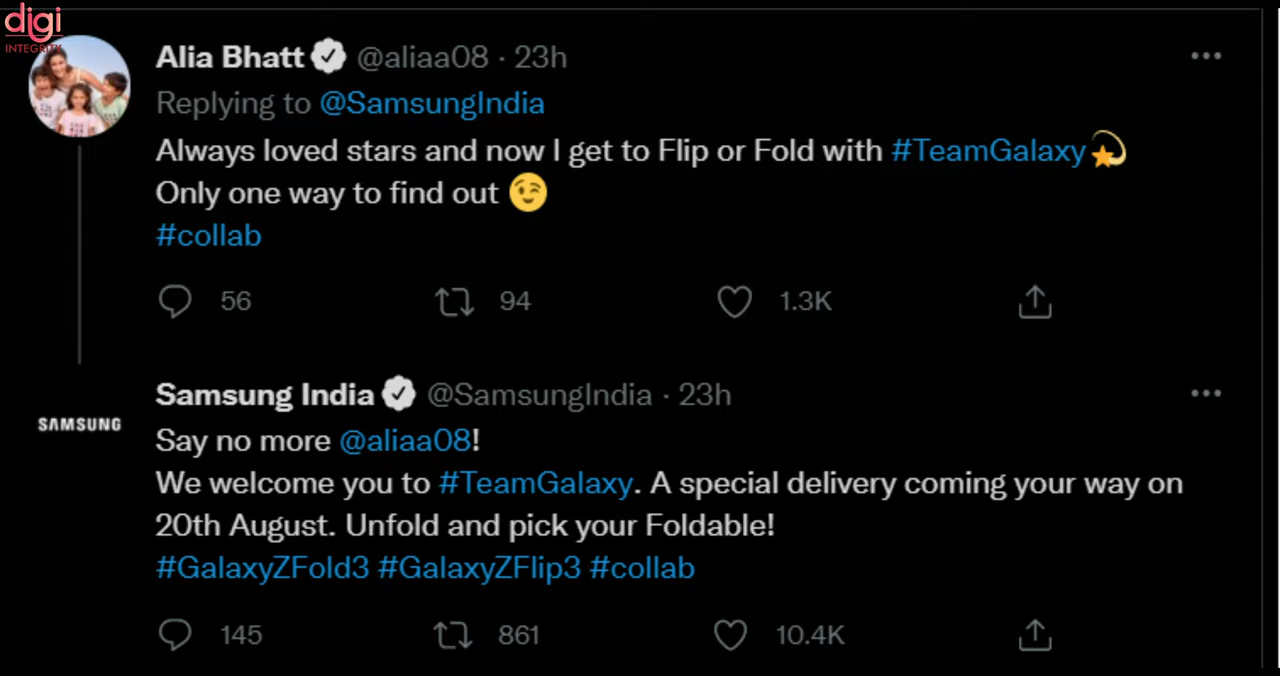 digi
INTEGRITY
Alia Bhatt @aliaa08 · 23h
Replying to @SamsungIndia
Always loved stars and now I get to Flip or Fold with #TeamGalaxy💫
Only one way to find out 😉
#collab
56 94 1.3K
Samsung India @SamsungIndia · 23h
SAMSUNG
Say no more @aliaa08!
We welcome you to #TeamGalaxy. A special delivery coming your way on
20th August. Unfold and pick your Foldable!
#GalaxyZFold3 #GalaxyZFlip3 #collab
145 861 10.4K